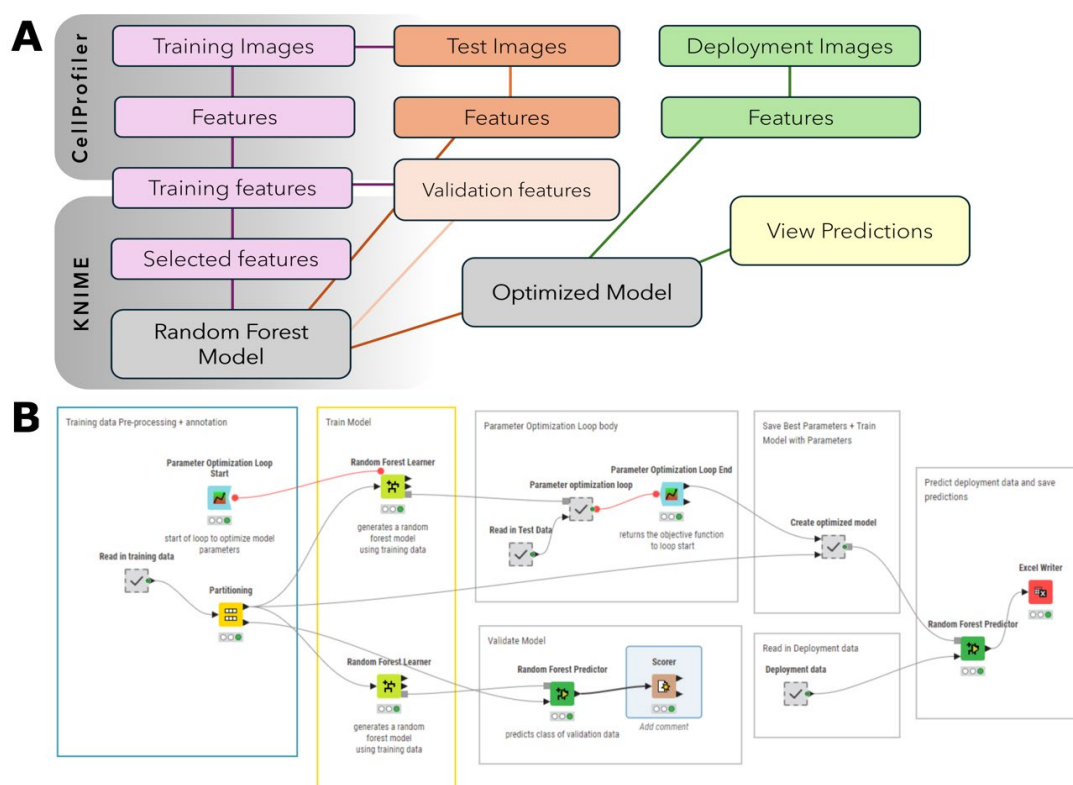 A
CellProfiler
Training Images
Test Images
Deployment Images
Features
Features
Features
Training features
Validation features
KNIME
Selected features
View Predictions
Optimized Model
Random Forest
Model
B
Training data Pre-processing + annotation
Parameter Optimization Loop
Start
start of loop to optimize model
parameters
Read in training data
Partitioning
Train Model
Random Forest Learner
generates a random
forest model
using training data
Random Forest Learner
generates a random
forest model
using training data
Parameter Optimization Loop body
Parameter Optimization Loop End
Parameter optimization loop
Read in Test Data
returns the objective function
to loop start
Validate Model
Random Forest Predictor
predicts class of validation data
Scorer
Add comment
Save Best Parameters + Train
Model with Parameters
Create optimized model
Read in Deployment data
Deployment data
Predict deployment data and save
predictions
Excel Writer
Random Forest Predictor